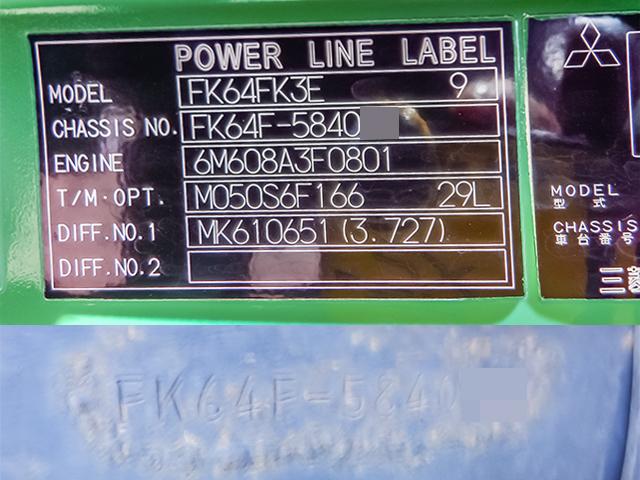 POWER LINE LABEL
MODEL FK64FK3E 9
CHASSIS NO. FK64F-5840
ENGINE 6M608A3F0801
T/M·OPT. M050S6F166 29L
DIFF.NO.1 MK610651(3.727)
DIFF.NO.2
MODEL
型式
CHASSIS
車台番号
FK64F-5840